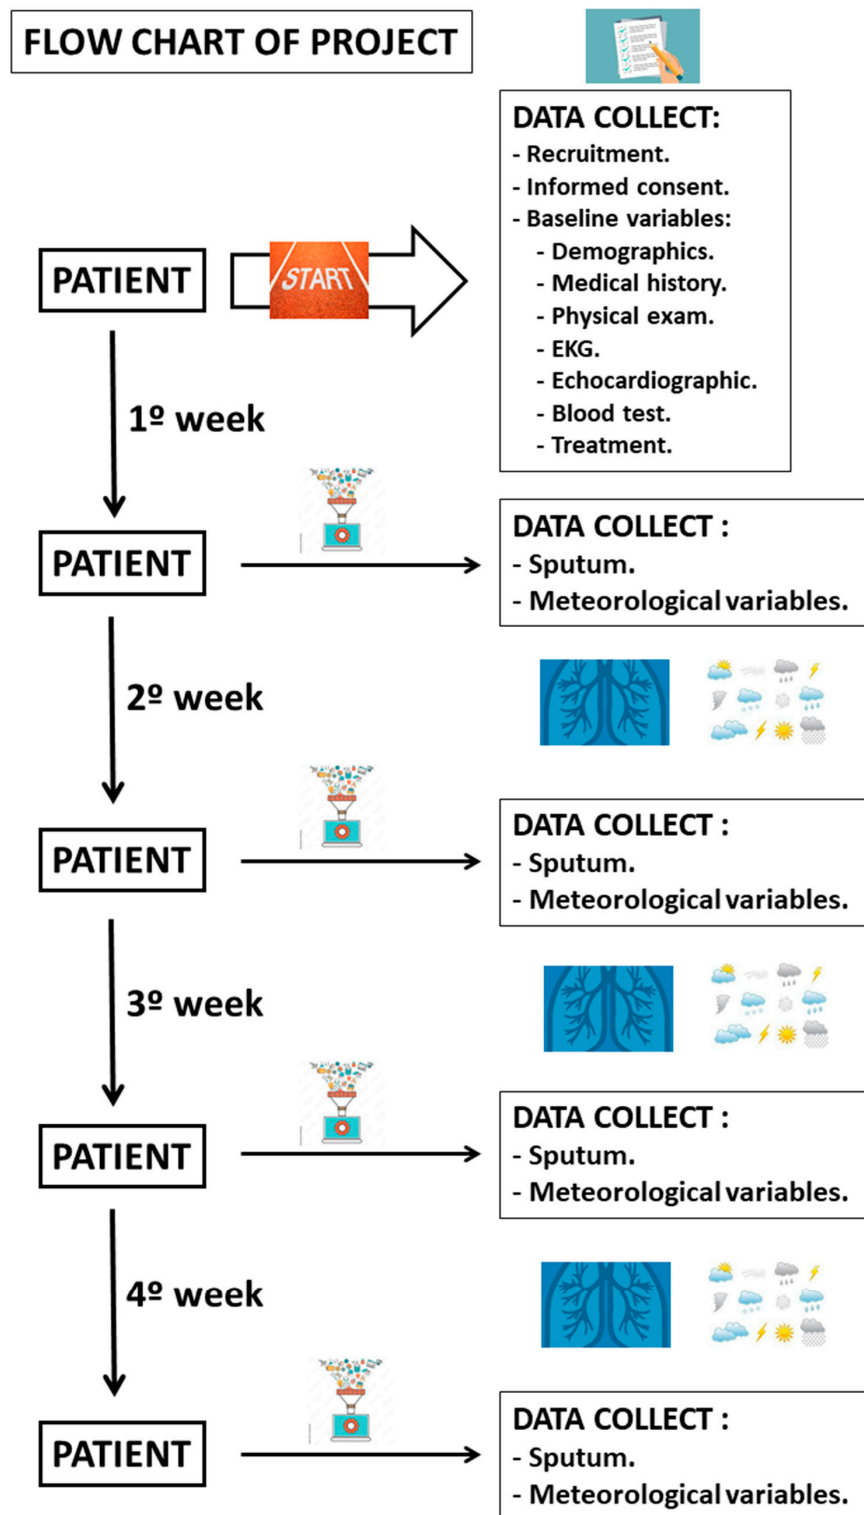 FLOW CHART OF PROJECT
DATA COLLECT:
- Recruitment.
- Informed consent.
- Baseline variables:
- Demographics.
- Medical history.
- Physical exam.
- EKG.
- Echocardiographic.
- Blood test.
- Treatment.
PATIENT
START
1º week
PATIENT
DATA COLLECT :
- Sputum.
- Meteorological variables.
2º week
PATIENT
DATA COLLECT :
- Sputum.
- Meteorological variables.
3º week
PATIENT
DATA COLLECT :
- Sputum.
- Meteorological variables.
4º week
PATIENT
DATA COLLECT :
- Sputum.
- Meteorological variables.